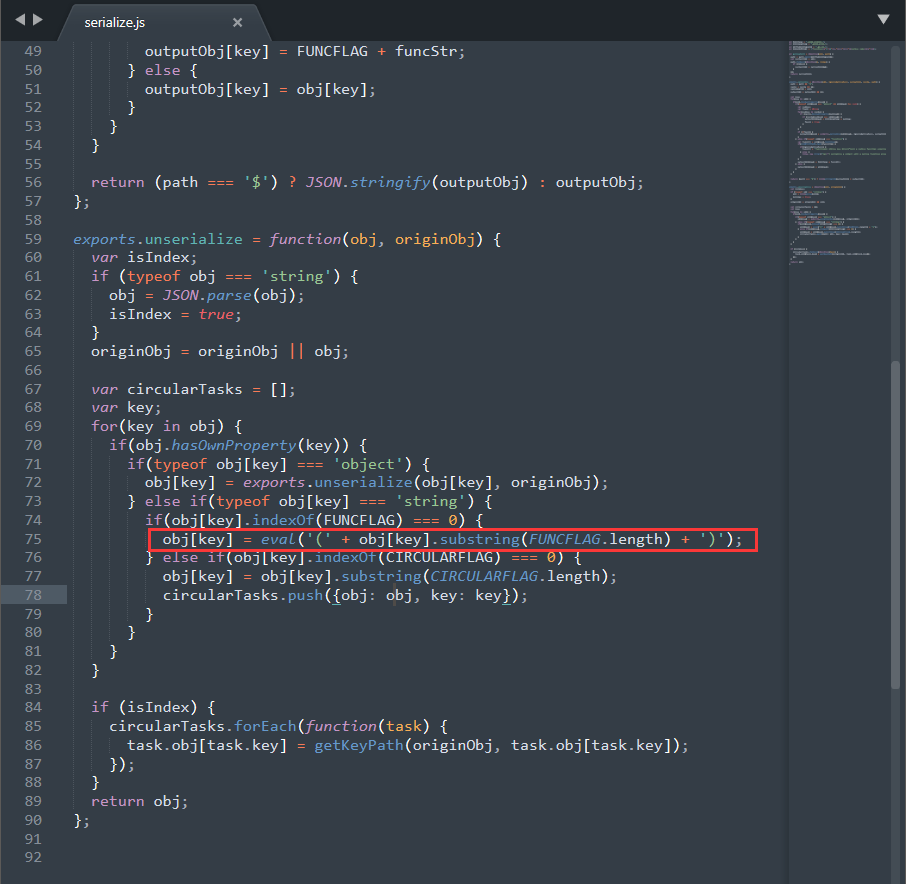 serialize.js
49 outputObj[key] = FUNCFLAG + funcStr;
50 } else {
51 outputObj[key] = obj[key];
52 }
53 }
54 }
55
56 return (path === '$') ? JSON.stringify(outputObj) : outputObj;
57 };
58
59 exports.unserialize = function(obj, originObj) {
60 var isIndex;
61 if (typeof obj === 'string') {
62 obj = JSON.parse(obj);
63 isIndex = true;
64 }
65 originObj = originObj || obj;
66
67 var circularTasks = [];
68 var key;
69 for(key in obj) {
70 if(obj.hasOwnProperty(key)) {
71 if(typeof obj[key] === 'object') {
72 obj[key] = exports.unserialize(obj[key], originObj);
73 } else if(typeof obj[key] === 'string') {
74 if(obj[key].indexOf(FUNCFLAG) === 0) {
75 obj[key] = eval('(' + obj[key].substring(FUNCFLAG.length) + ')');
76 } else if(obj[key].indexOf(CIRCULARFLAG) === 0) {
77 obj[key] = obj[key].substring(CIRCULARFLAG.length);
78 circularTasks.push({obj: obj, key: key});
79 }
80 }
81 }
82 }
83
84 if (isIndex) {
85 circularTasks.forEach(function(task) {
86 task.obj[task.key] = getKeyPath(originObj, task.obj[task.key]);
87 });
88 }
89 return obj;
90 };
91
92